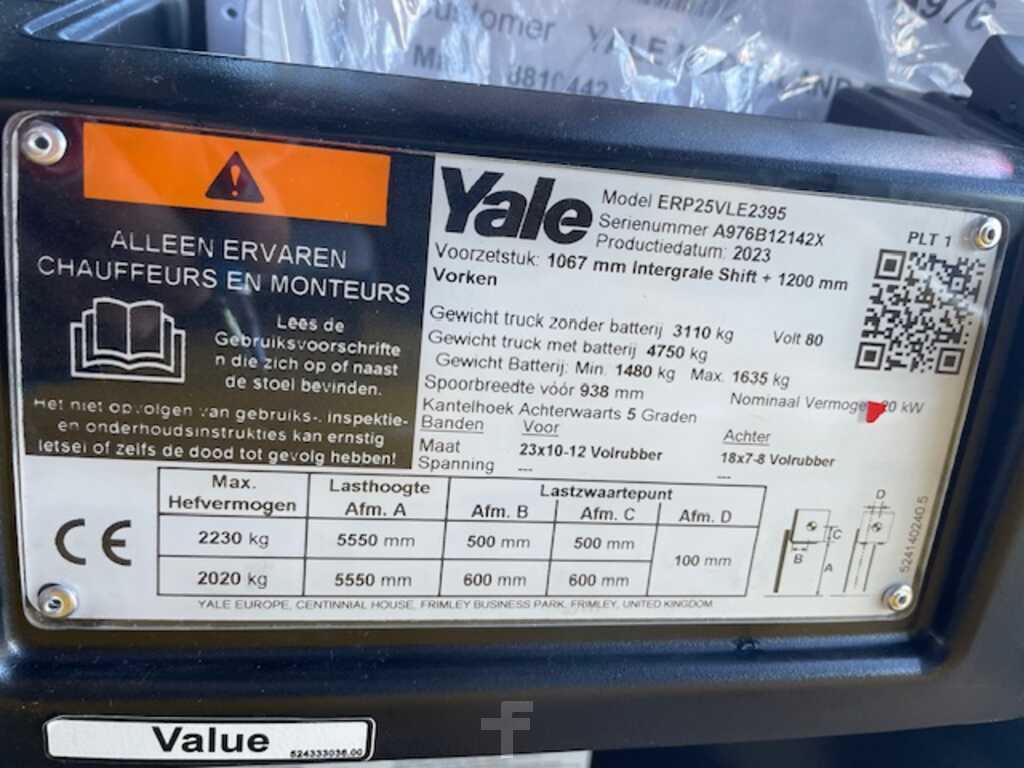 976
Customer YALE
8810442
ALLEEN ERVAREN
CHAUFFEURS EN MONTEURS
Lees de
Gebruiksvoorschrifte
n die zich op of naast
de stoel bevinden.
Het niet opvolgen van gebruiks-, inspektie-
en onderhoudsinstrukties kan ernstig
letsel of zelfs de dood tot gevolg hebben!
Yale
Model ERP25VLE2395
Serienummer A976B12142X
Productiedatum: 2023
PLT 1
Voorzetstuk: 1067 mm Intergrale Shift + 1200 mm
Vorken
Gewicht truck zonder batterij 3110 kg Volt 80
Gewicht truck met batterij 4750 kg
Gewicht Batterij: Min. 1480 kg Max. 1635 kg
Spoorbreedte vóór 938 mm Nominaal Vermogen 20 kW
Kantelhoek Achterwaarts 5 Graden
Banden Voor Achter
Maat 23x10-12 Volrubber 18x7-8 Volrubber
Spanning --- ---
Max. Hefvermogen Lasthoogte Afm. A Lastzwaartepunt
Afm. B Afm. C Afm. D
2230 kg 5550 mm 500 mm 500 mm 100 mm
2020 kg 5550 mm 600 mm 600 mm
CE
D
C
B
A
524140240.5
YALE EUROPE, CENTINNIAL HOUSE, FRIMLEY BUSINESS PARK, FRIMLEY, UNITED KINGDOM
Value 524333036.00